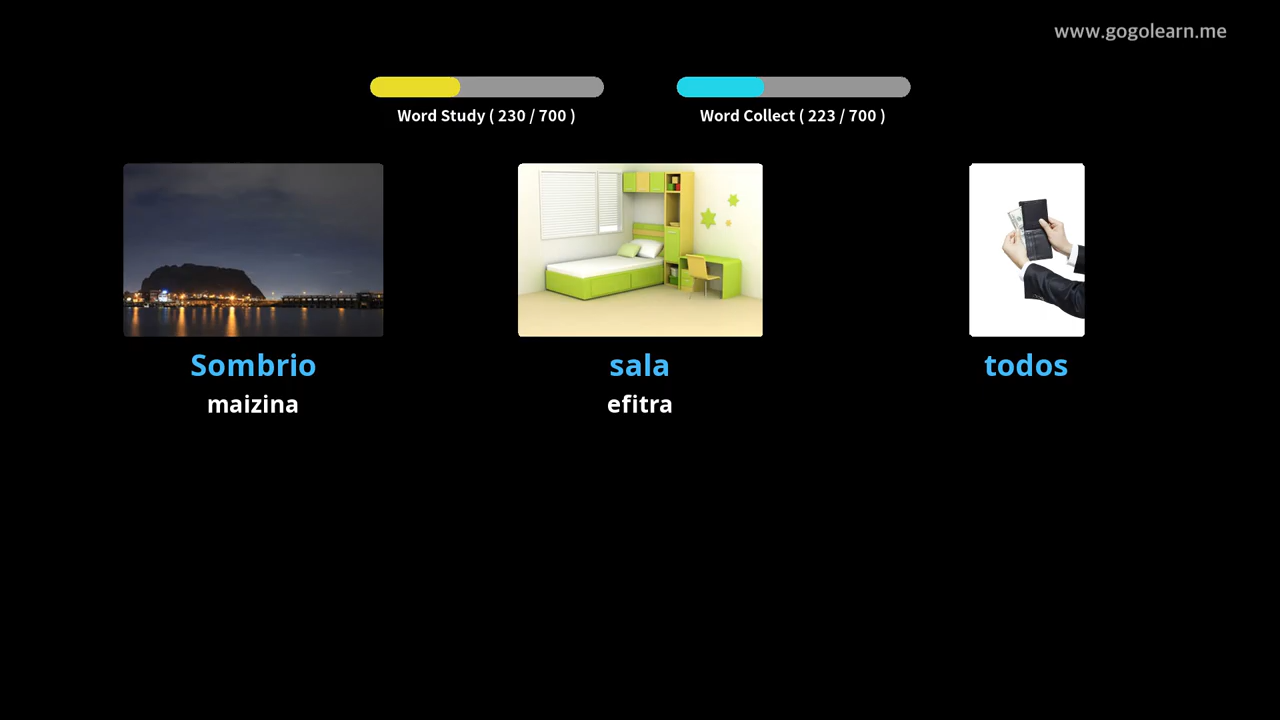 www.gogolearn.me
Word Study ( 230 / 700 )
Word Collect ( 223 / 700 )
Sombrio
maizina
sala
efitra
todos